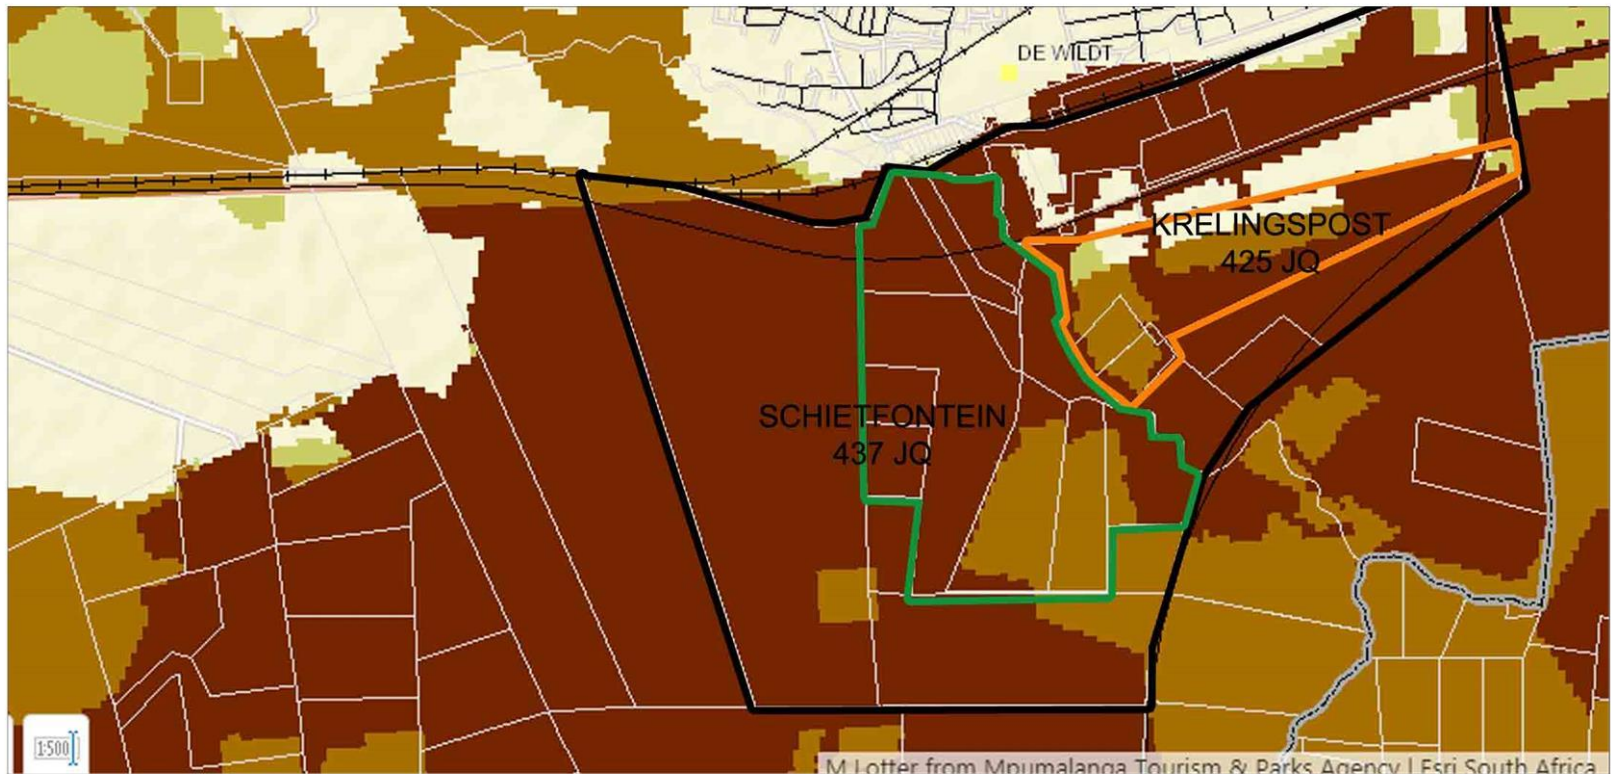 DE WILDT
KRELINGSPOST
425 JQ
SCHIETFONTEIN
437 JQ
1:500
M Lotter from Mpumalanga Tourism & Parks Agency | Esri South Africa